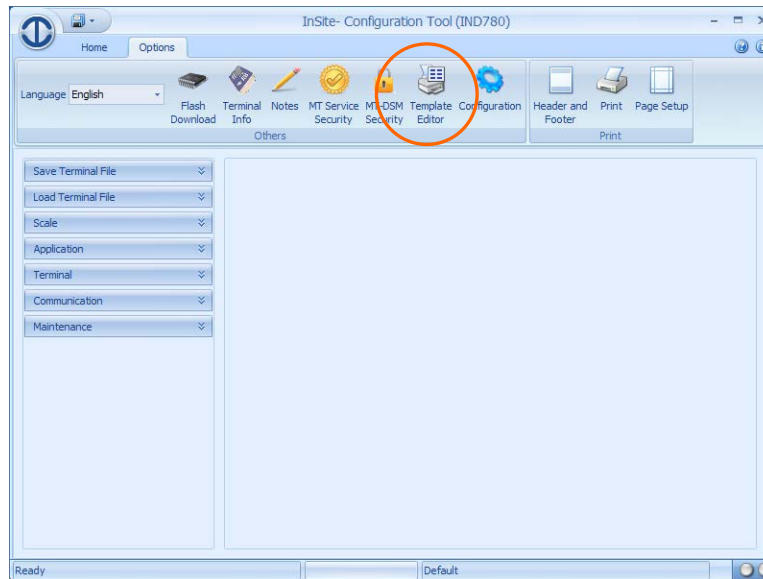 InSite- Configuration Tool (IND780)
Home Options
Language English
Flash Download
Terminal Info
Notes
MT Service Security
MT-DSM Security
Template Editor
Configuration
Header and Footer
Print
Page Setup
Others
Print
Save Terminal File
Load Terminal File
Scale
Application
Terminal
Communication
Maintenance
Ready
Default